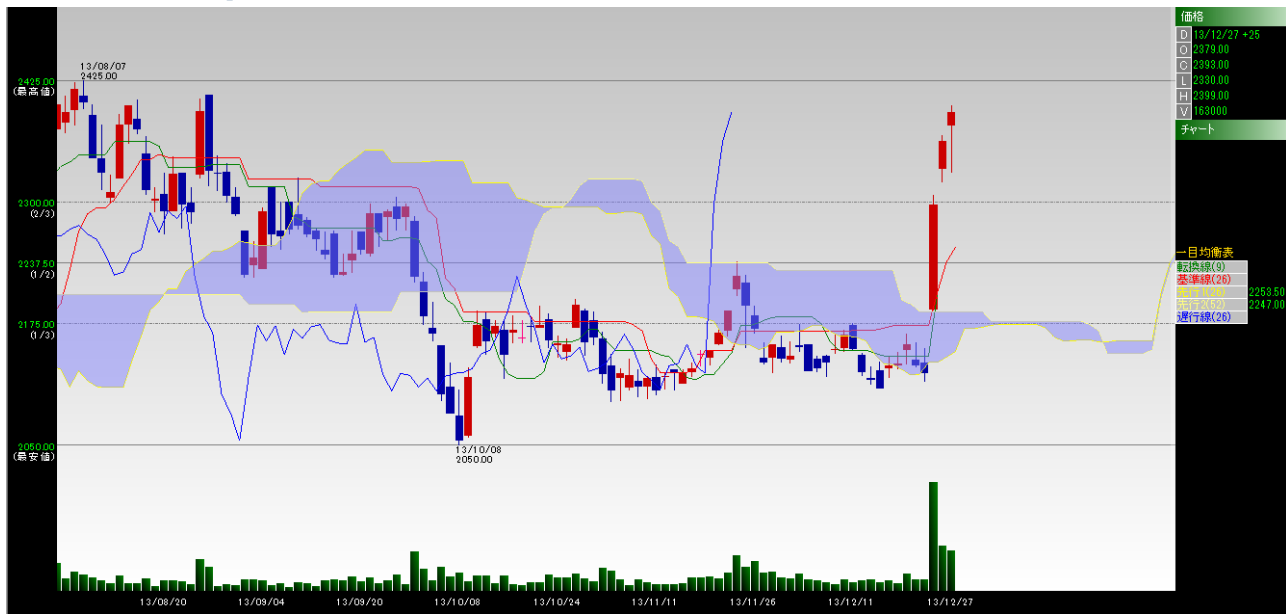 13/08/07
2425.00
2425.00
(最高値)
2300.00
(2/3)
2237.50
(1/2)
2175.00
(1/3)
2050.00
(最安値)
13/10/08
2050.00
13/08/20
13/09/04
13/09/20
13/10/08
13/10/24
13/11/11
13/11/26
13/12/11
13/12/27
価格
D 13/12/27 +25
O 2379.00
C 2393.00
L 2330.00
H 2399.00
V 163000
チャート
一目均衡表
転換線(9)
基準線(26)
先行1(26) 2253.50
先行2(52) 2247.00
遅行線(26)